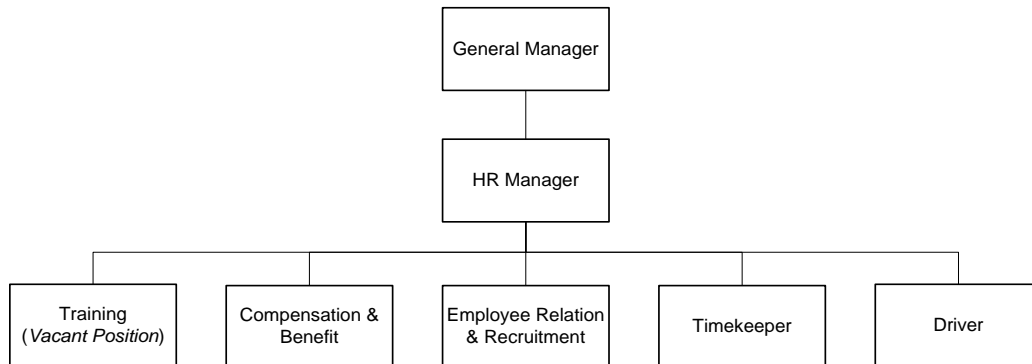 General Manager
HR Manager
Training
(Vacant Position)
Compensation &
Benefit
Employee Relation
& Recruitment
Timekeeper
Driver